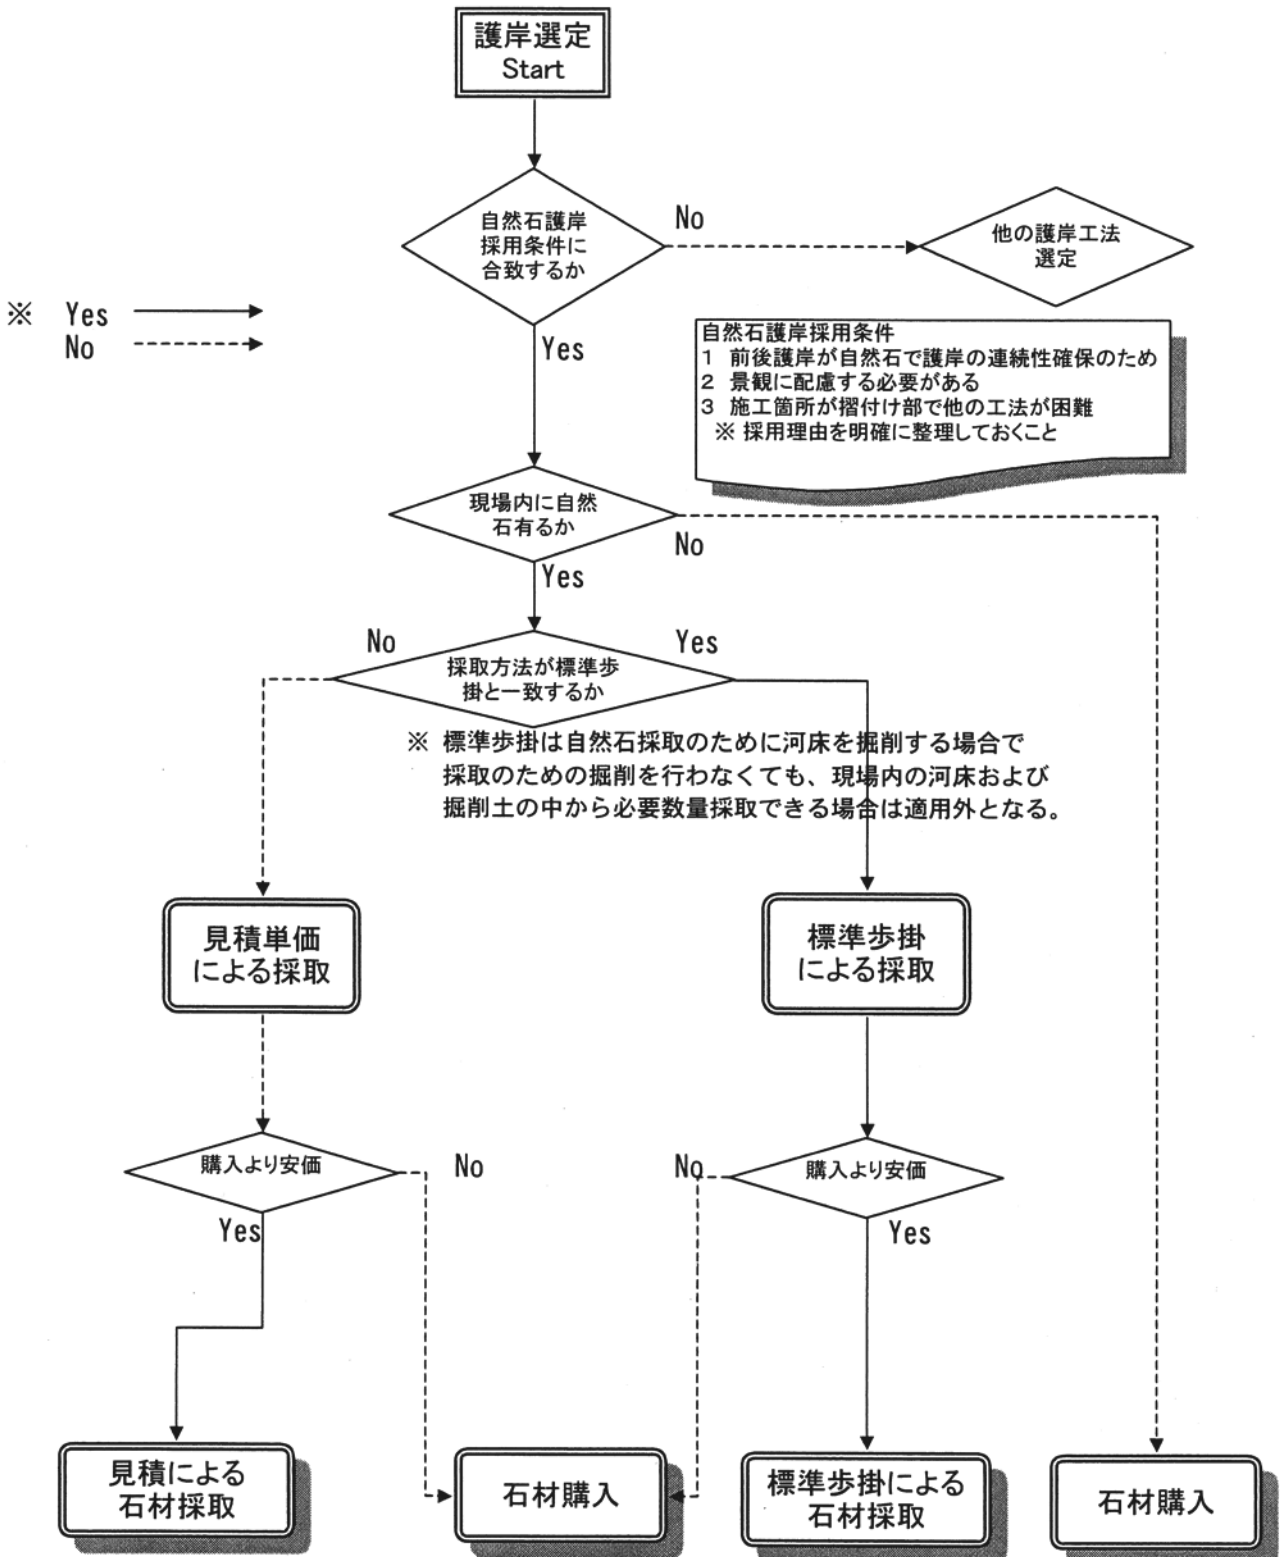 護岸選定
Start
自然石護岸
採用条件に
合致するか
No
他の護岸工法
選定
※ Yes
No
Yes
自然石護岸採用条件
1 前後護岸が自然石で護岸の連続性確保のため
2 景観に配慮する必要がある
3 施工箇所が摺付け部で他の工法が困難
※ 採用理由を明確に整理しておくこと
現場内に自然
石有るか
No
Yes
No
Yes
採取方法が標準歩
掛と一致するか
※ 標準歩掛は自然石採取のために河床を掘削する場合で
採取のための掘削を行わなくても、現場内の河床および
掘削土の中から必要数量採取できる場合は適用外となる。
見積単価
による採取
標準歩掛
による採取
購入より安価
No
Yes
No
購入より安価
Yes
見積による
石材採取
石材購入
標準歩掛による
石材採取
石材購入